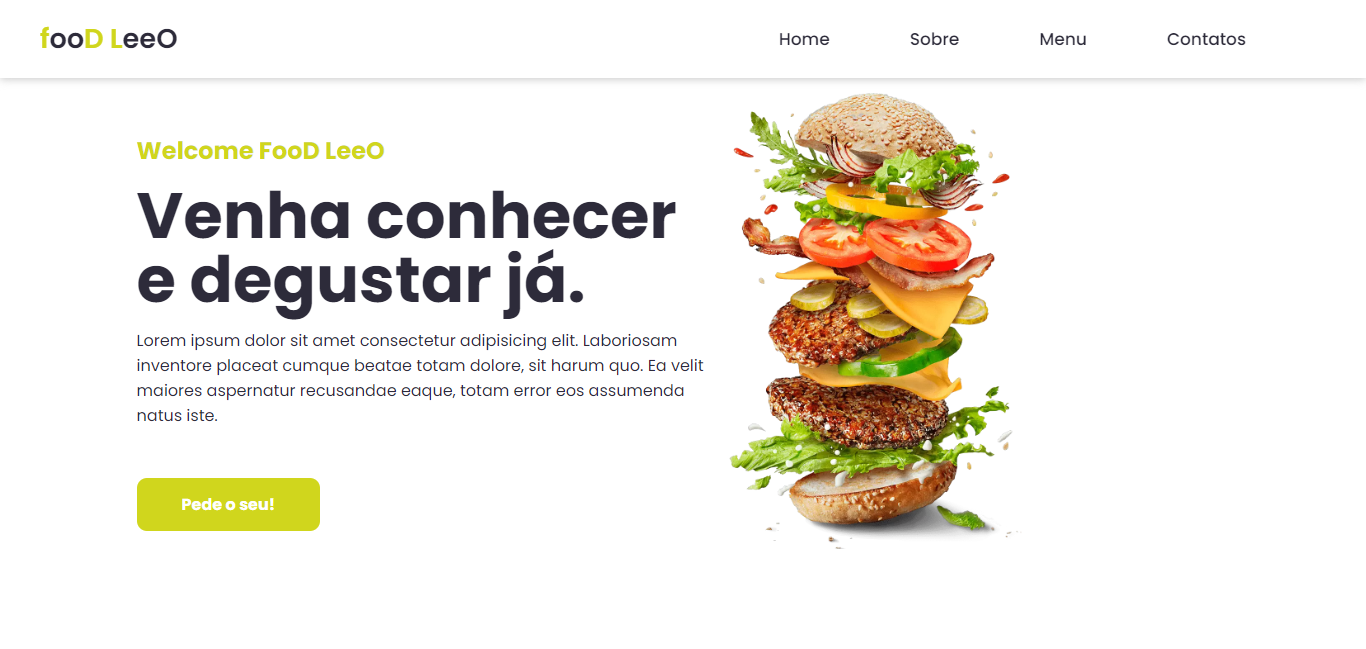 fooD LeeO
Home Sobre Menu Contatos
Welcome FooD LeeO
Venha conhecer
e degustar já.
Lorem ipsum dolor sit amet consectetur adipisicing elit. Laboriosam
inventore placeat cumque beatae totam dolore, sit harum quo. Ea velit
maiores aspernatur recusandae eaque, totam error eos assumenda
natus iste.
Pede o seu!